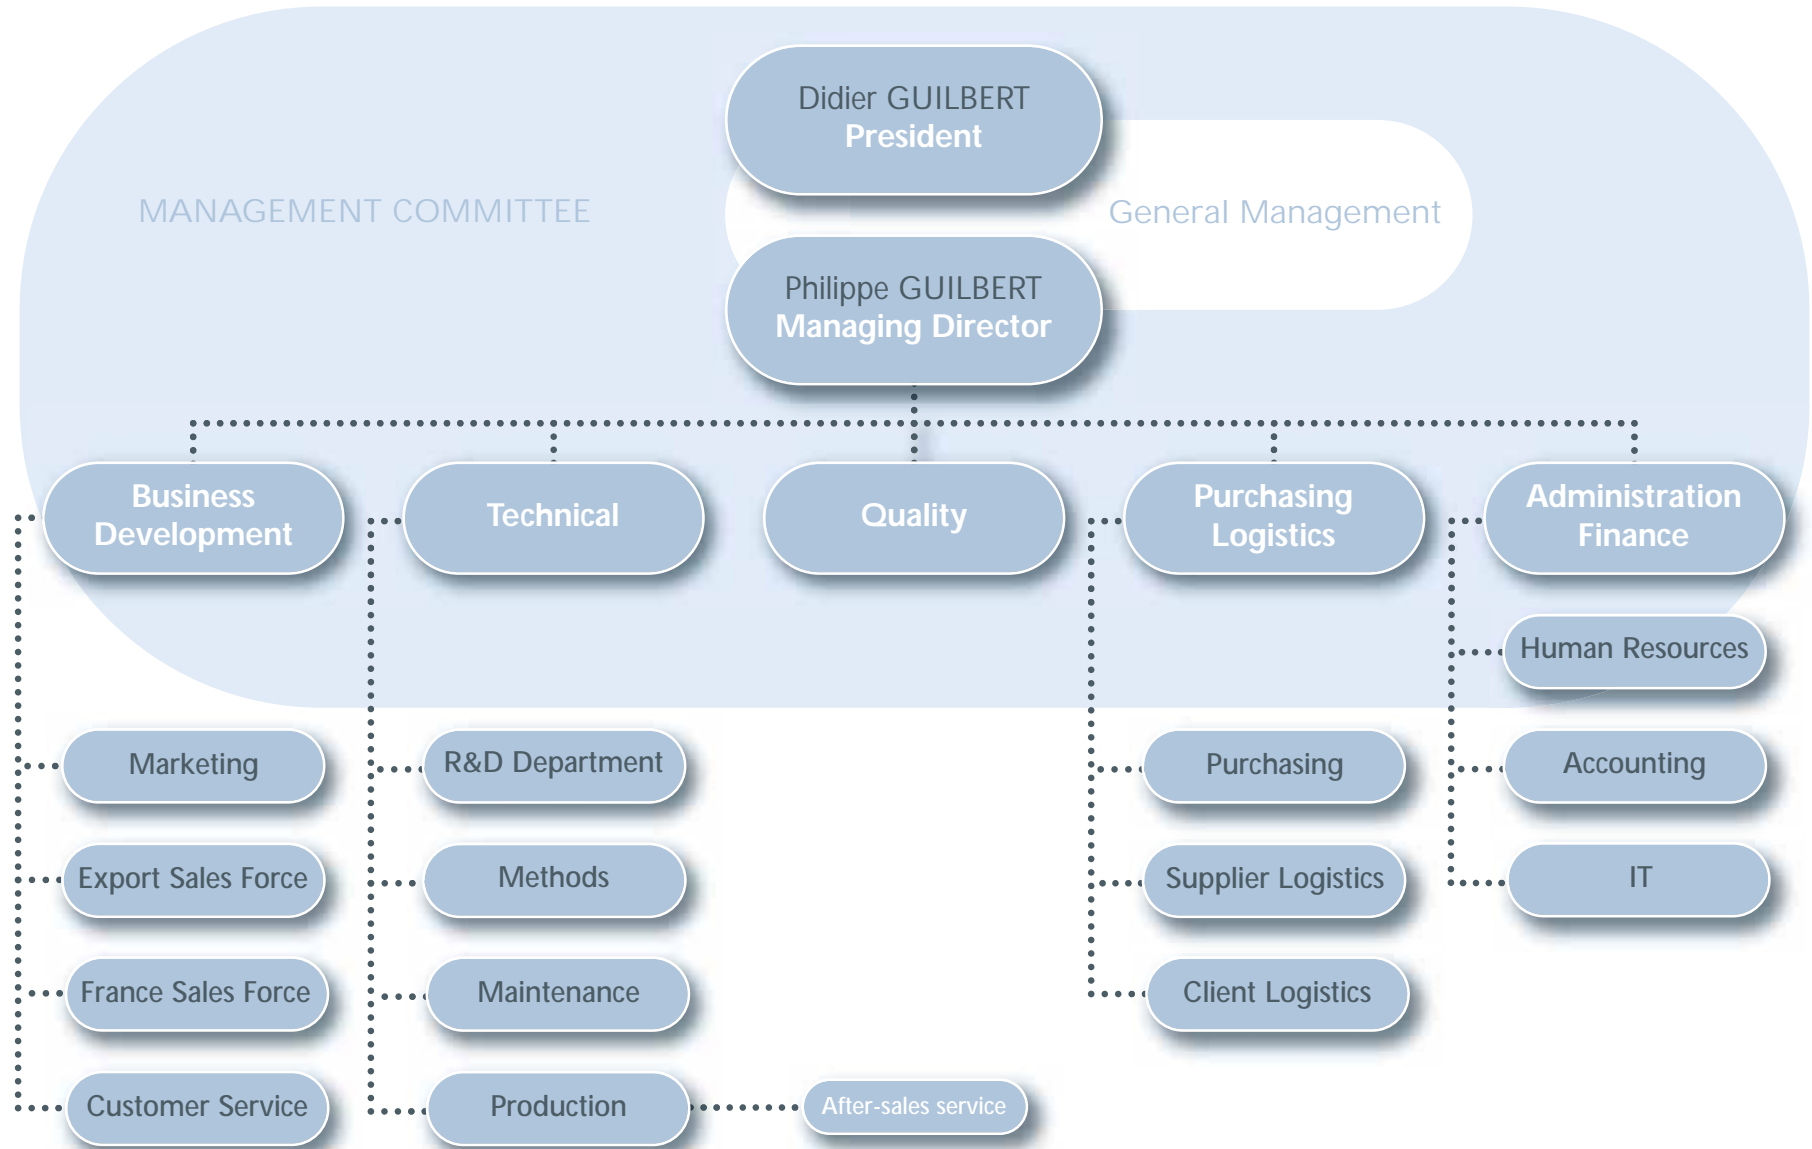 Didier GUILBERT
President
MANAGEMENT COMMITTEE
General Management
Philippe GUILBERT
Managing Director
Business
Development
Technical
Quality
Purchasing
Logistics
Administration
Finance
Human Resources
Marketing
R&D Department
Purchasing
Accounting
Export Sales Force
Methods
Supplier Logistics
IT
France Sales Force
Maintenance
Client Logistics
Customer Service
Production
After-sales service